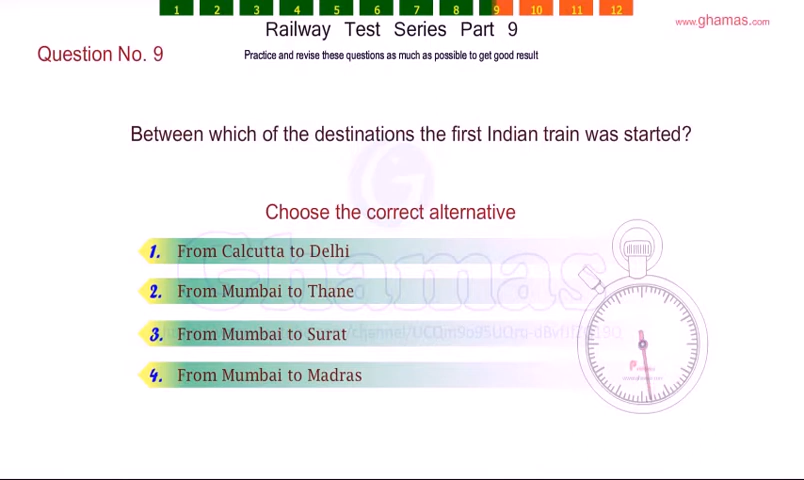 1 2 3 4 5 6 7 8 9 10 11 12
Railway Test Series Part 9
www.ghamas.com
Question No. 9
Practice and revise these questions as much as possible to get good result
Between which of the destinations the first Indian train was started?
Choose the correct alternative
1. From Calcutta to Delhi
2. From Mumbai to Thane
3. From Mumbai to Surat
4. From Mumbai to Madras
Ghamas